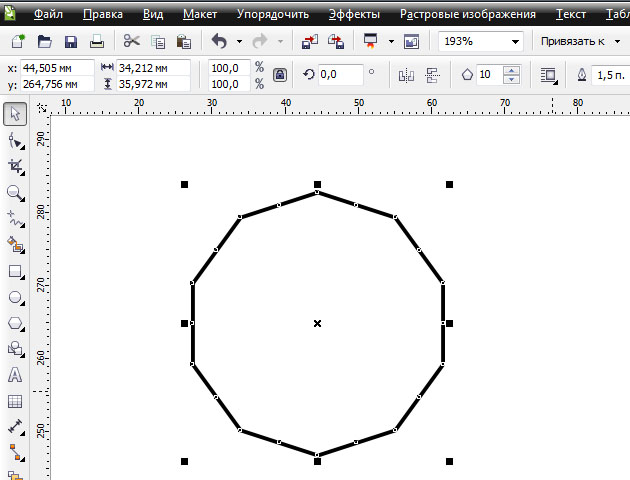 Файл Правка Вид Макет Упорядочить Эффекты Растровые изображения Текст Табл
193% Привязать к
x: 44,505 мм 34,212 мм 100,0 % 0,0 ° 10 1,5 п.
y: 264,756 мм 35,972 мм 100,0 %
10 20 30 40 50 60 70 80
290
280
270
260
250